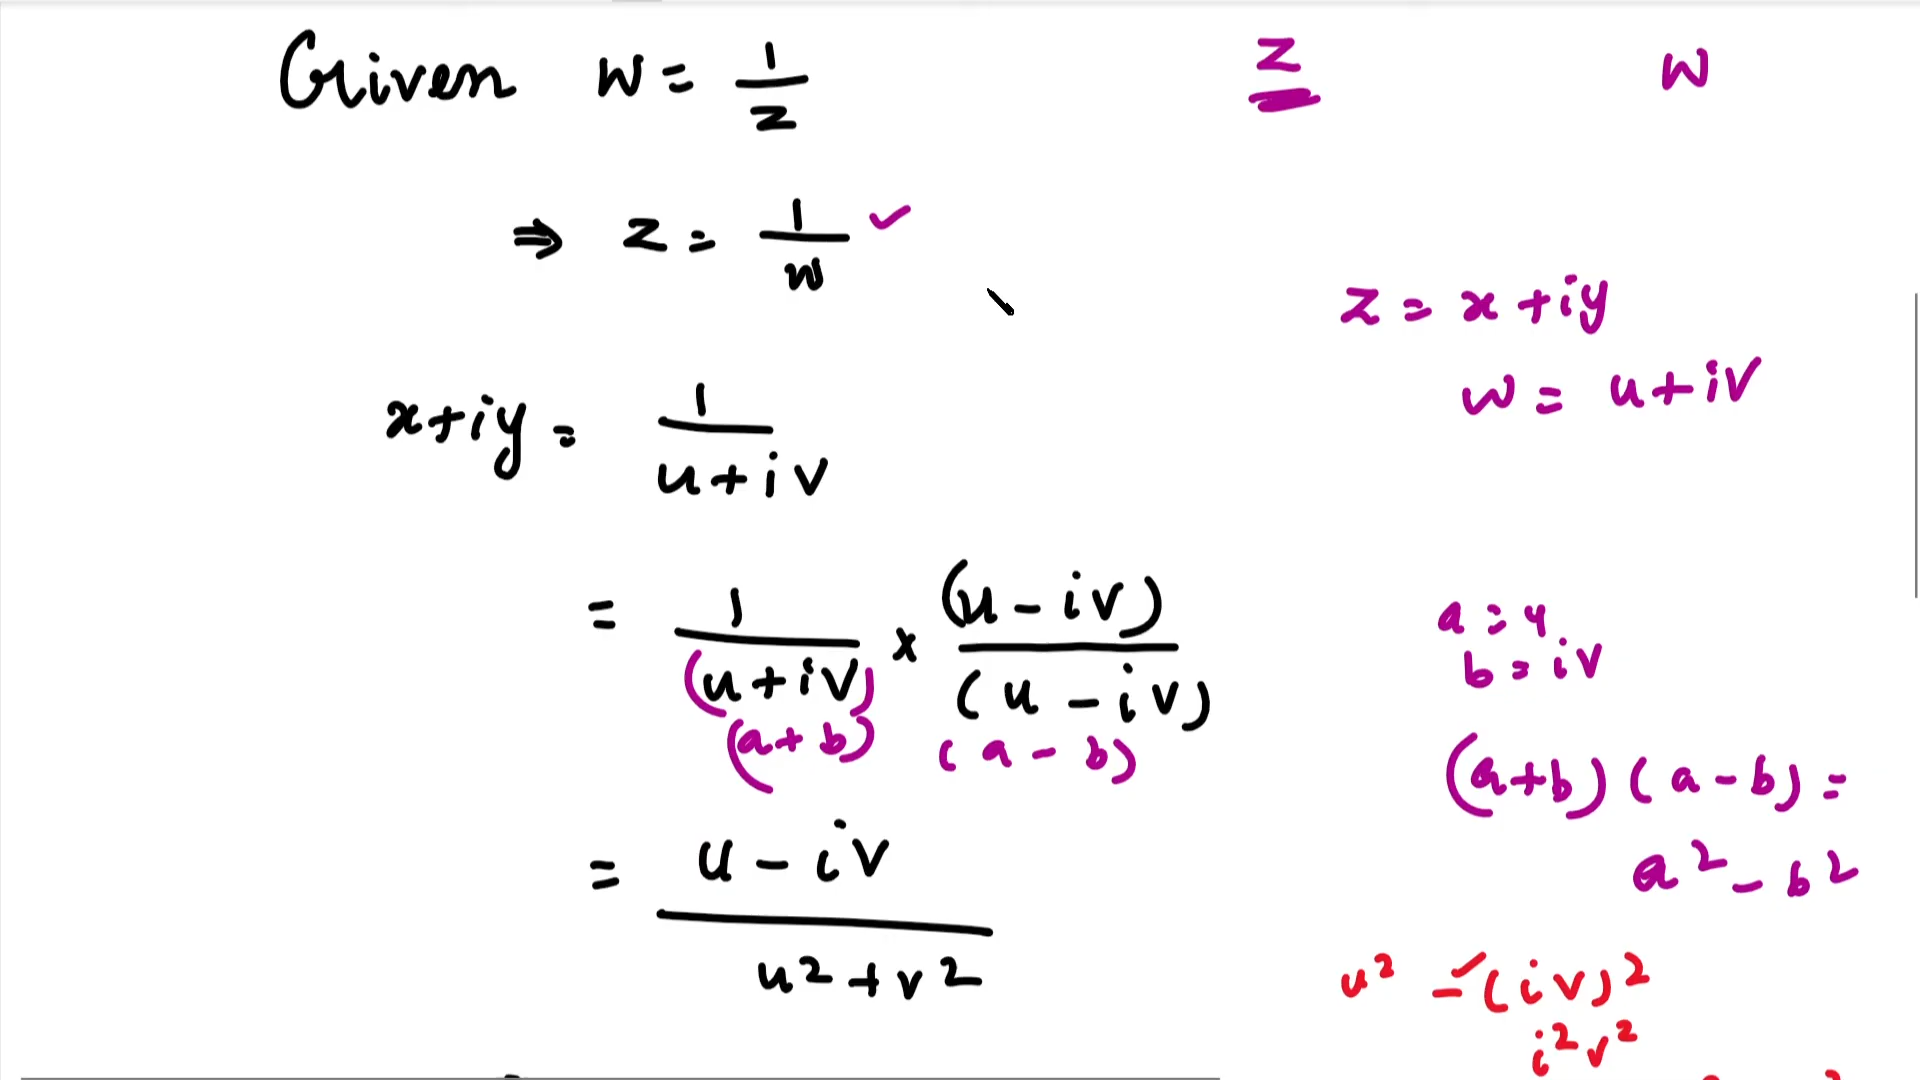 Given w = 1/z
z
w
⇒ z = 1/w ✓
z = x + iy
w = u + iv
x + iy = 1/(u + iv)
= 1/(u + iv) × (u - iv)/(u - iv)
(a + b) (a - b)
a = u
b = iv
(a+b)(a-b) =
a² - b²
= (u - iv)/(u² + v²)
u² - (iv)²
i²v²